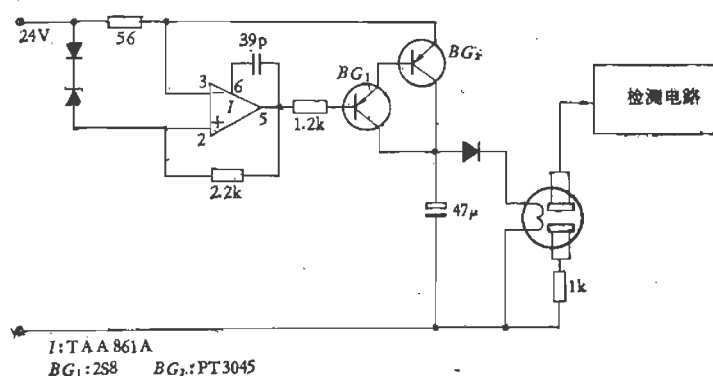 24V
56
39p
3
6
I
5
2
1.2k
BG₁
BG₂
2.2k
47μ
检测电路
1k
I:TAA861A
BG₁:2S8 BG₂:PT3045